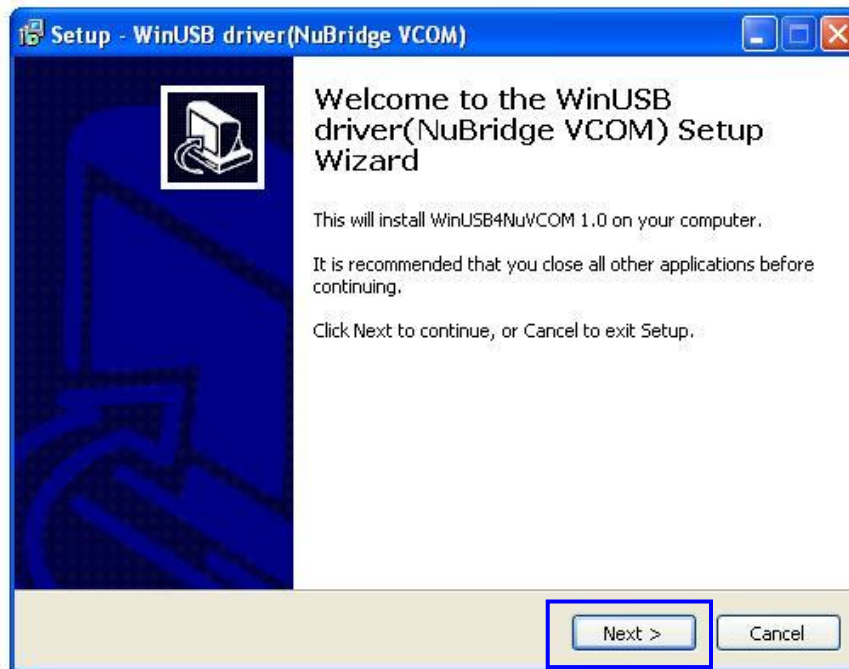 Setup - WinUSB driver(NuBridge VCOM)
Welcome to the WinUSB
driver(NuBridge VCOM) Setup
Wizard
This will install WinUSB4NuVCOM 1.0 on your computer.
It is recommended that you close all other applications before
continuing.
Click Next to continue, or Cancel to exit Setup.
Next >
Cancel